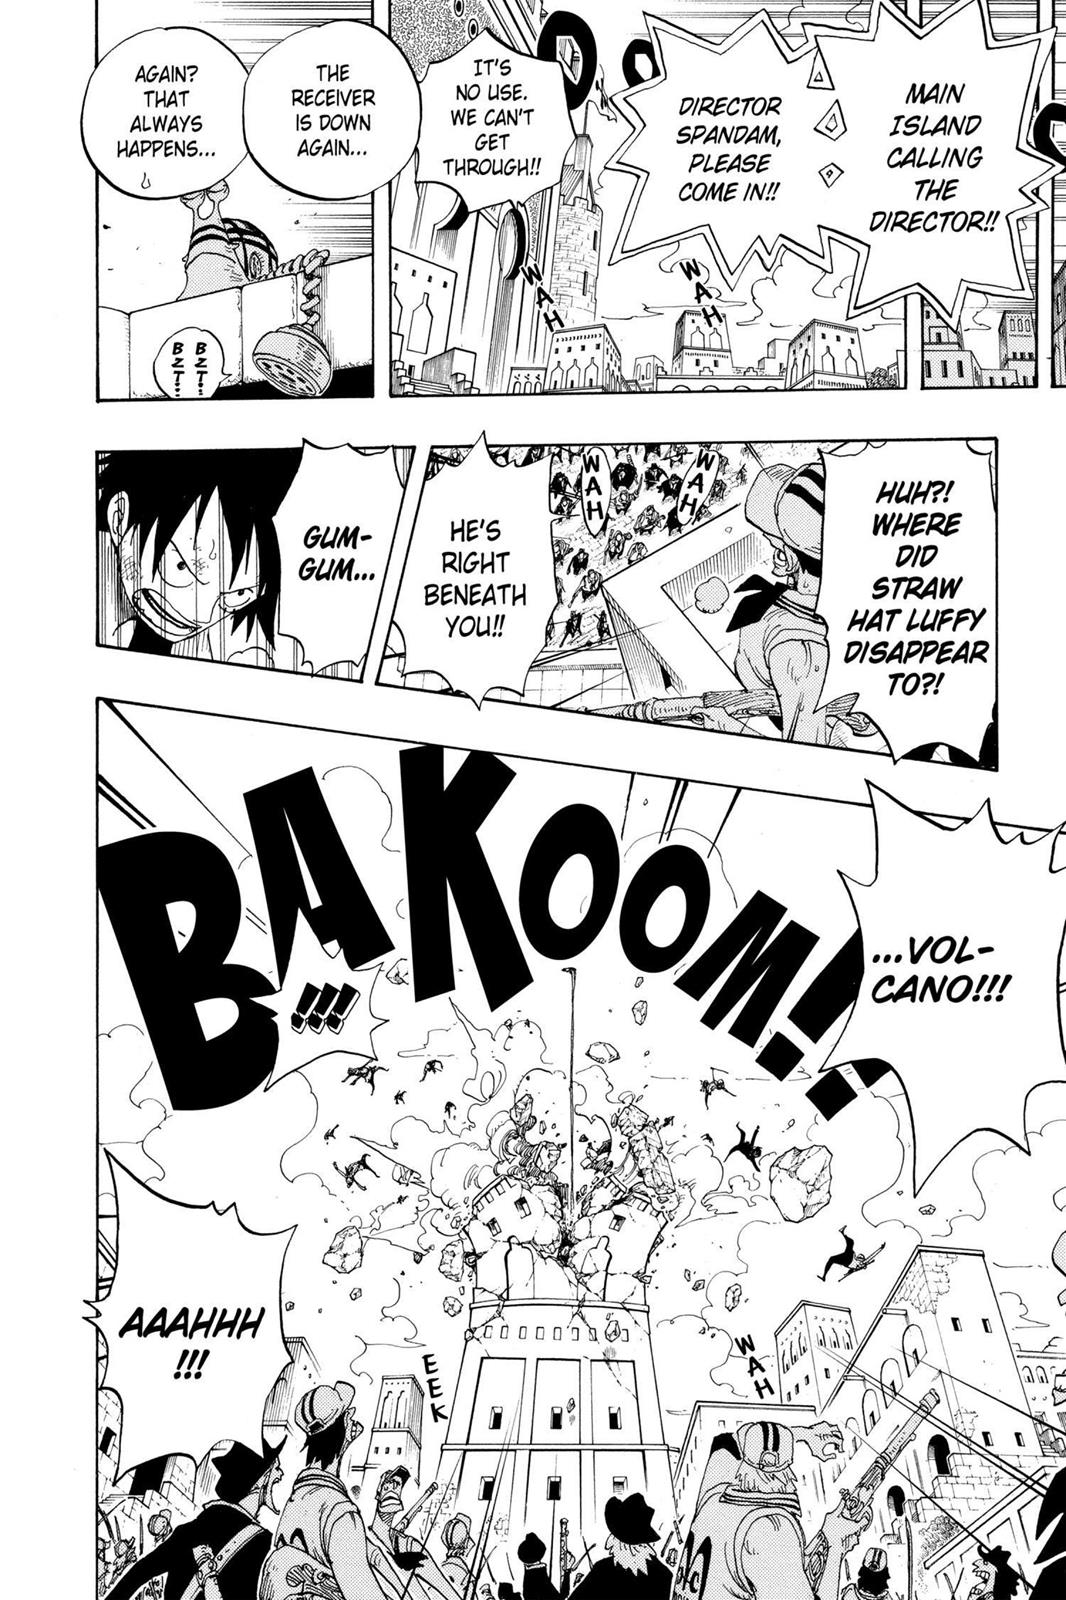 MAIN
ISLAND
CALLING
THE
DIRECTOR!!
DIRECTOR
SPANDAM,
PLEASE
COME IN!!
WAH
IT'S
NO USE.
WE CAN'T
GET
THROUGH!!
WAH
THE
RECEIVER
IS DOWN
AGAIN...
AGAIN?
THAT
ALWAYS
HAPPENS...
BZT..
BZT..
HUH?!
WHERE
DID
STRAW
HAT LUFFY
DISAPPEAR
TO?!
WAH
WAH
HE'S
RIGHT
BENEATH
YOU!!
GUM-
GUM...
...VOL-
CANO!!!
BAKOOM!!
!!!!
AAAHHH
!!!
EEK
WAH